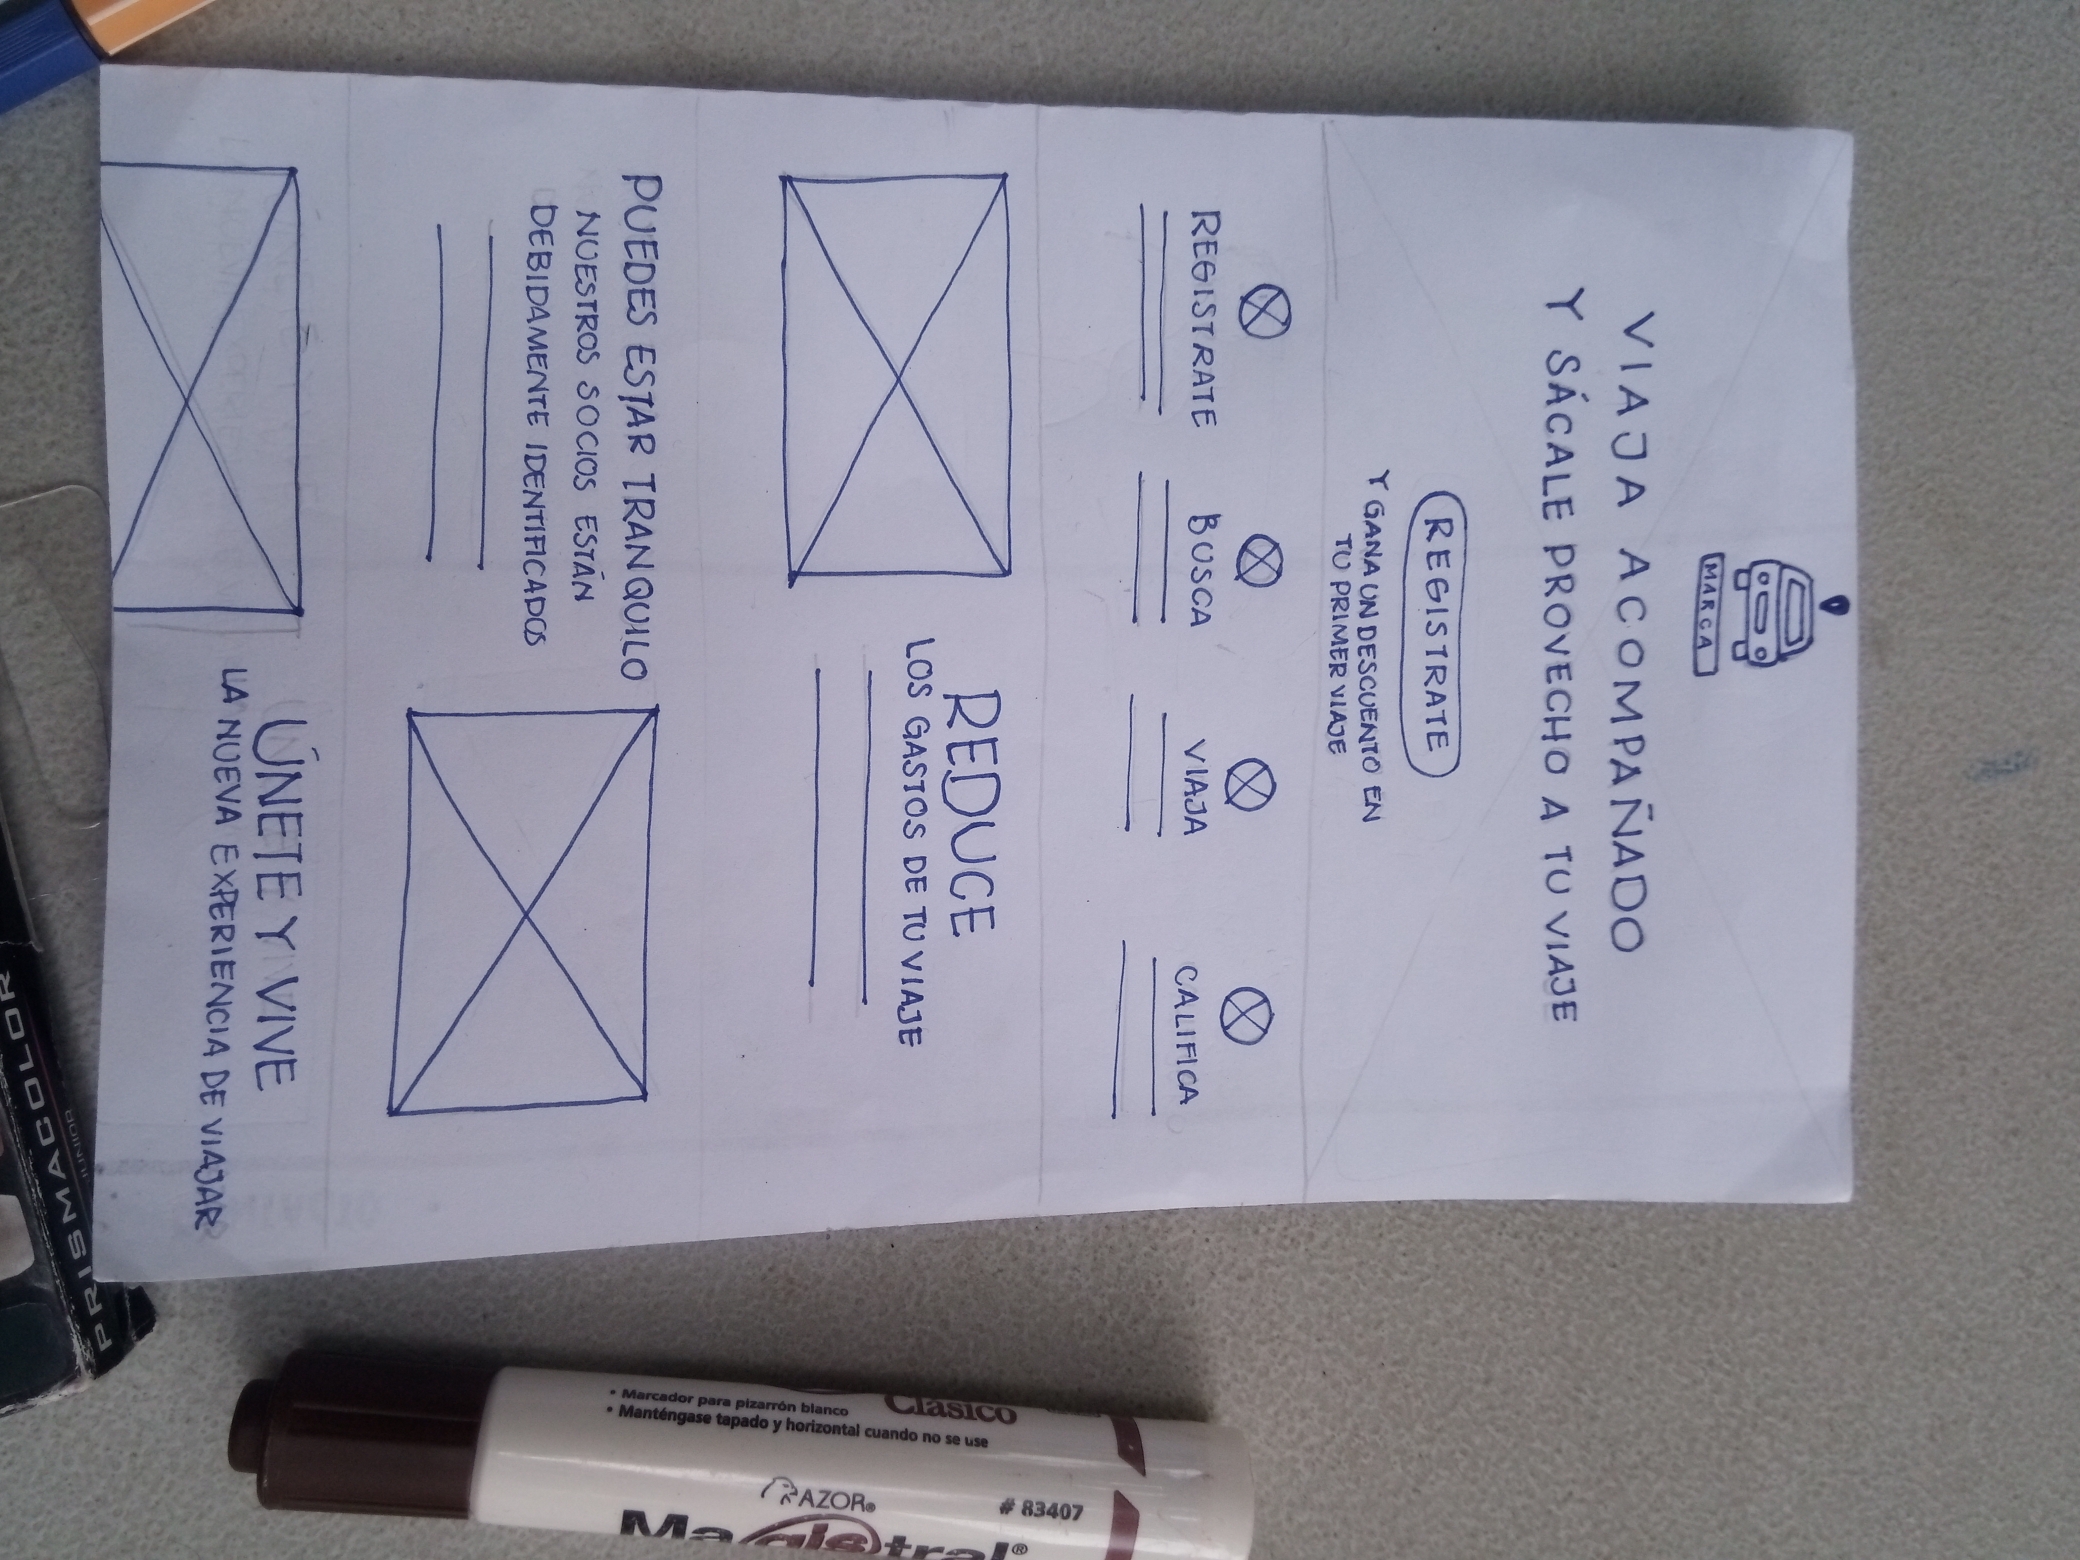 MARCA
VIAJA ACOMPAÑADO
Y SÁCALE PROVECHO A TU VIAJE
REGISTRATE
Y GANA UN DESCUENTO EN
TU PRIMER VIAJE
REGISTRATE
BUSCA
VIAJA
CALIFICA
REDUCE
LOS GASTOS DE TU VIAJE
PUEDES ESTAR TRANQUILO
NUESTROS SOCIOS ESTÁN
DEBIDAMENTE IDENTIFICADOS
ÚNETE Y VIVE
LA NUEVA EXPERIENCIA DE VIAJAR
PRISMACOLOR
JUNIOR
Clásico
• Marcador para pizarrón blanco
• Manténgase tapado y horizontal cuando no se use
AZOR®
# 83407
Magistral®